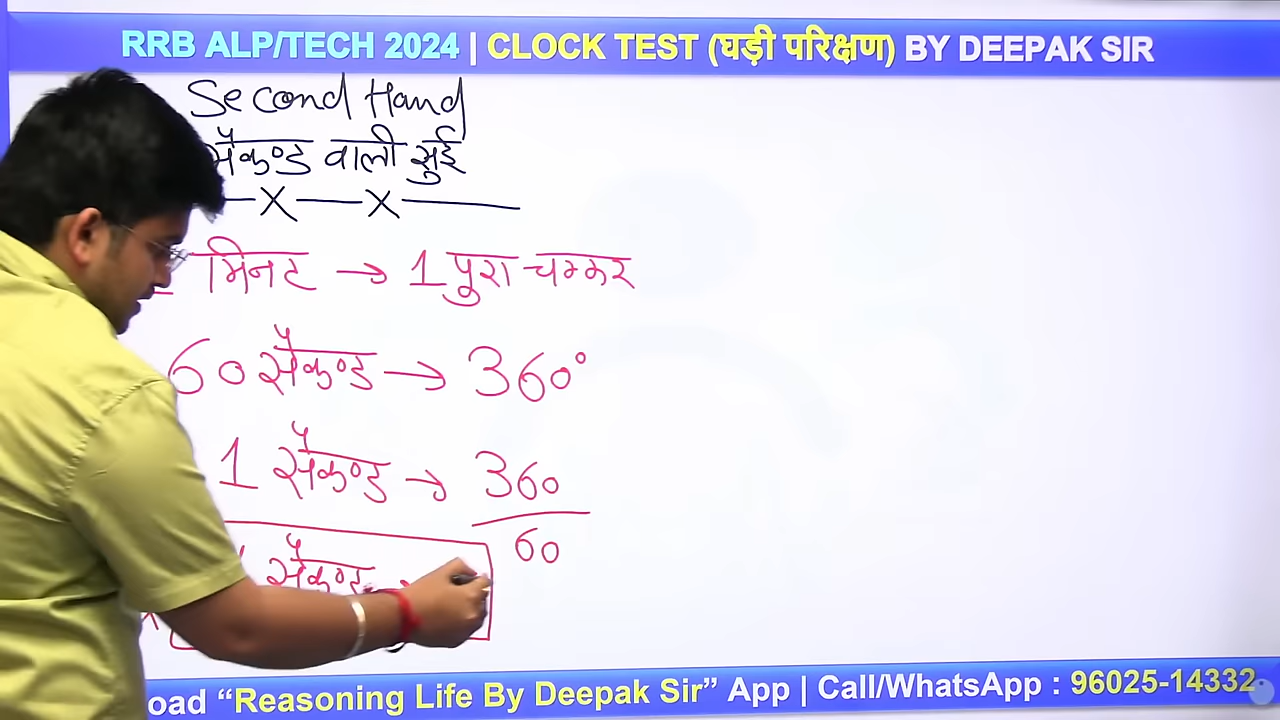 RRB ALP/TECH 2024 | CLOCK TEST (घड़ी परिक्षण) BY DEEPAK SIR
Second Hand
सैकण्ड वाली सुई
—X—X—
मिनट → 1 पुरा चक्कर
60 सैकण्ड → 360°
1 सैकण्ड → 360
60
सैकण्ड
oad “Reasoning Life By Deepak Sir” App | Call/WhatsApp : 96025-14332.